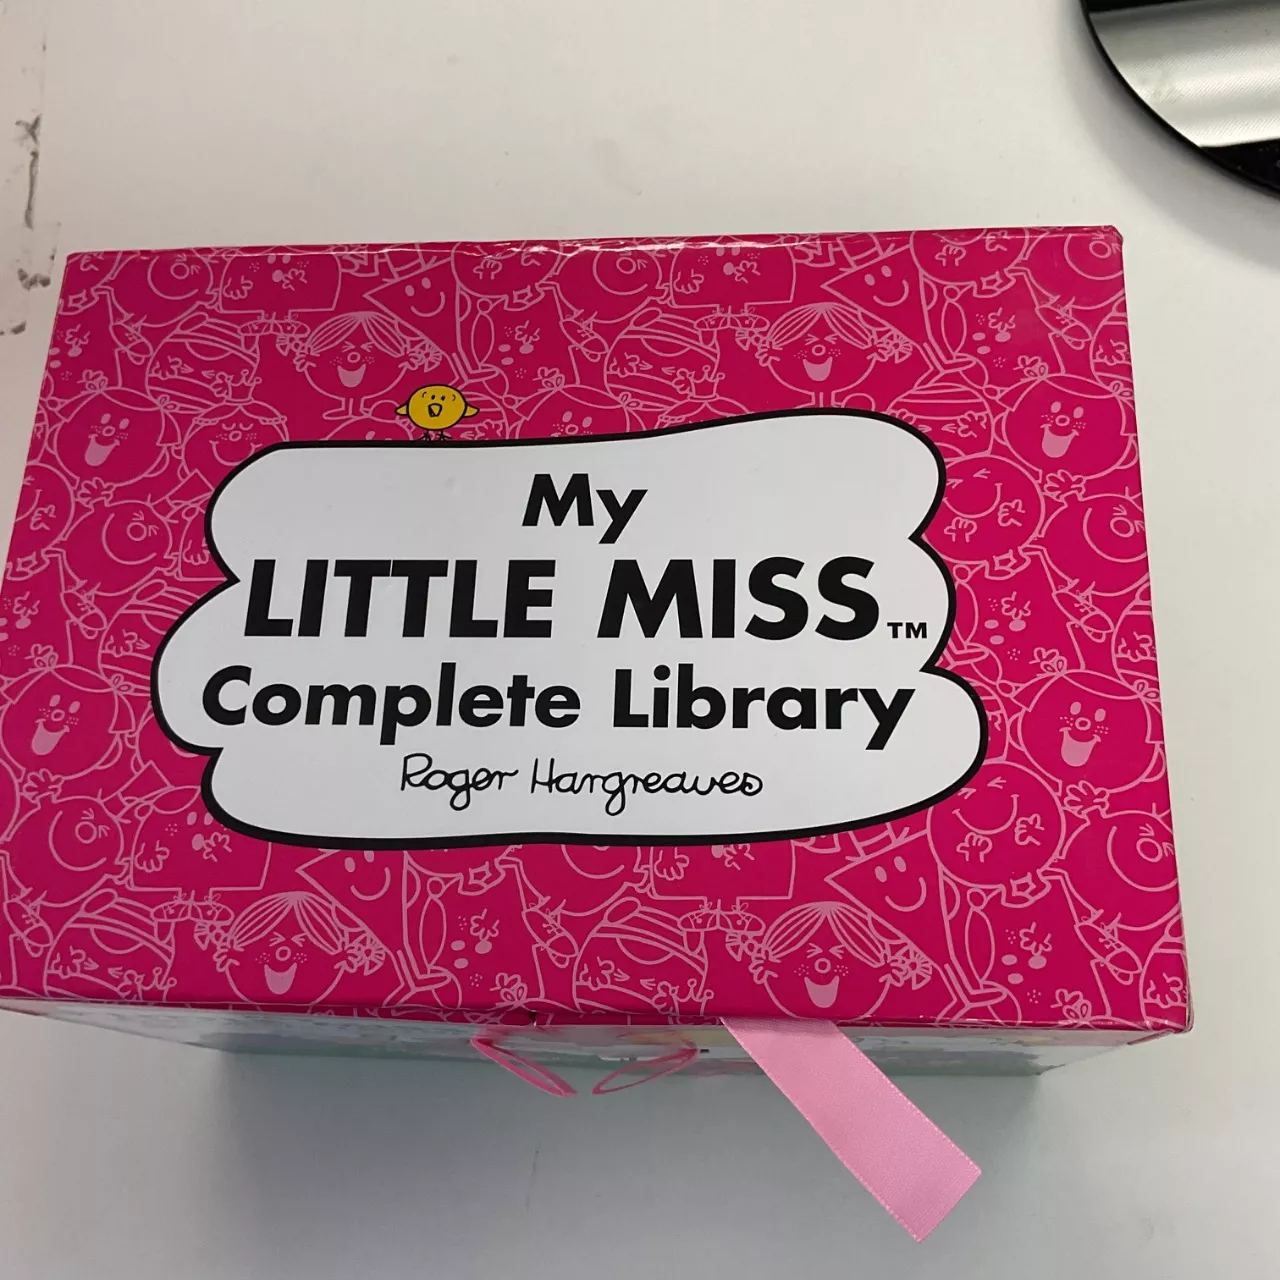 My
LITTLE MISS™
Complete Library
Roger Hargreaves